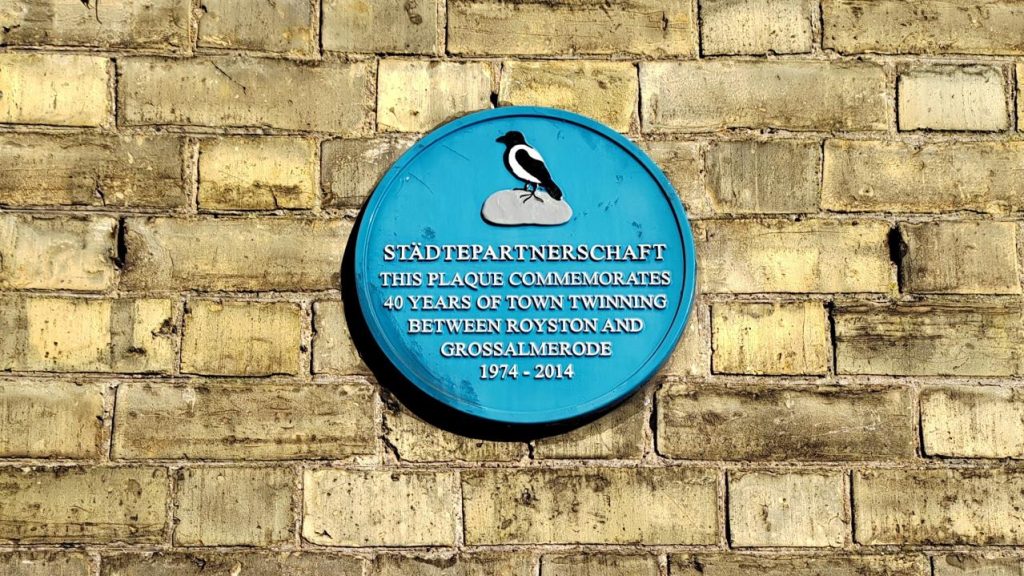 STÄDTEPARTNERSCHAFT
THIS PLAQUE COMMEMORATES
40 YEARS OF TOWN TWINNING
BETWEEN ROYSTON AND
GROSSALMERODE
1974 - 2014